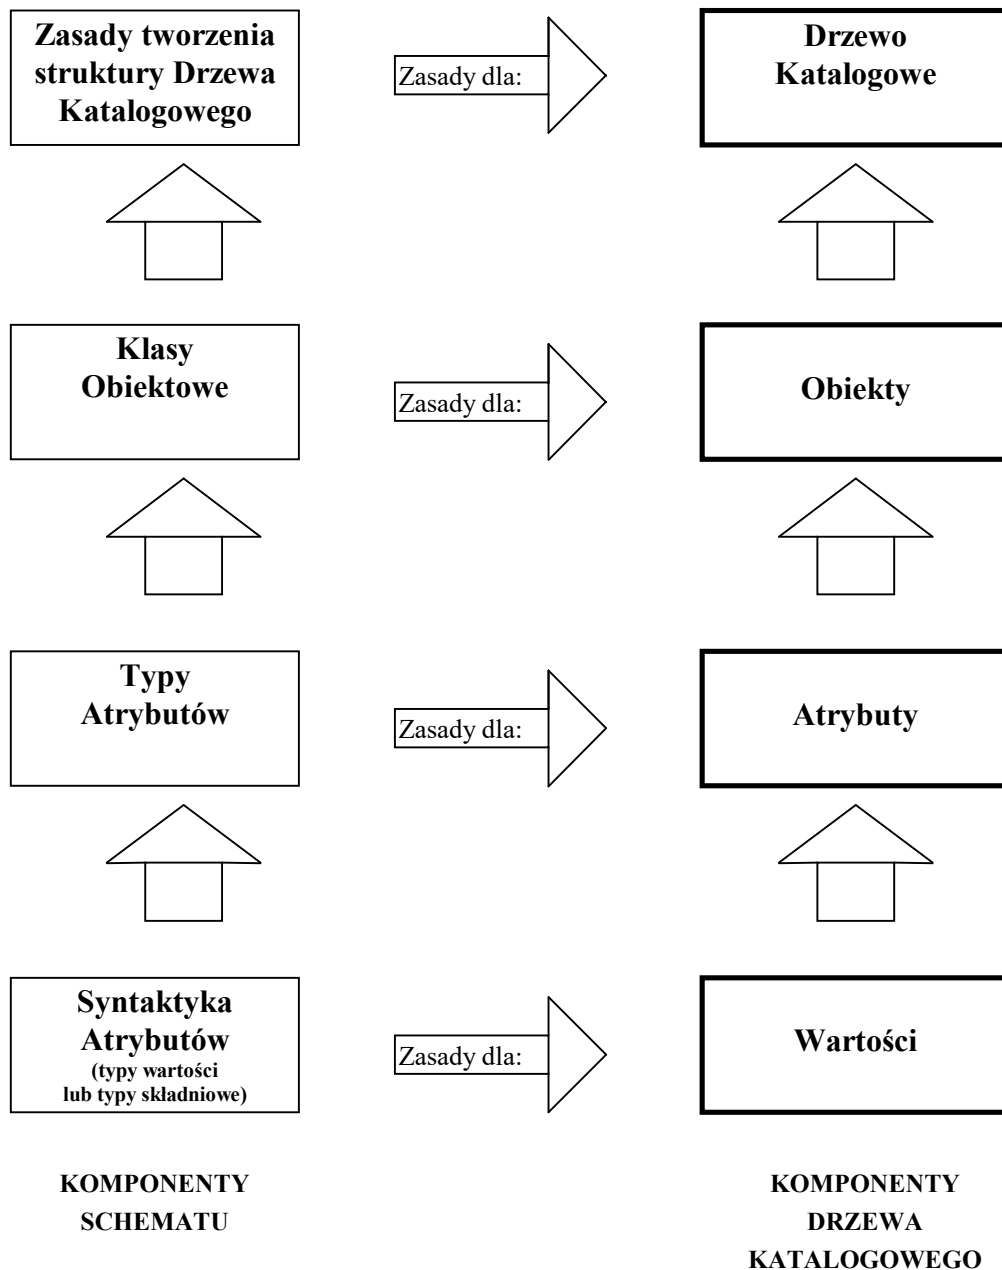 Zasady tworzenia
struktury Drzewa
Katalogowego
Zasady dla:
Drzewo
Katalogowe
Klasy
Obiektowe
Zasady dla:
Obiekty
Typy
Atrybutów
Zasady dla:
Atrybuty
Syntaktyka
Atrybutów
(typy wartości
lub typy składniowe)
Zasady dla:
Wartości
KOMPONENTY
SCHEMATU
KOMPONENTY
DRZEWA
KATALOGOWEGO